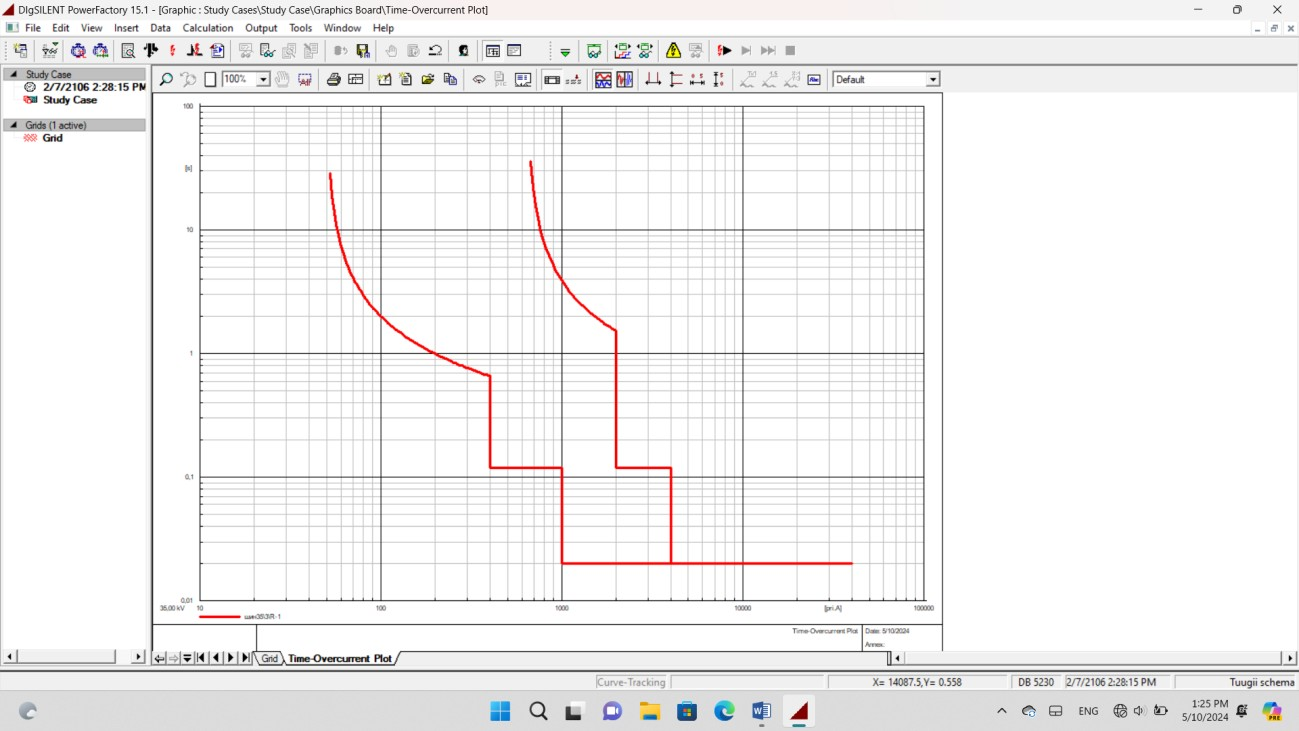 DIgSILENT PowerFactory 15.1 - [Graphic : Study Cases\Study Case\Graphics Board\Time-Overcurrent Plot]
File Edit View Insert Data Calculation Output Tools Window Help
100%
Default
Study Case
2/7/2106 2:28:15 PM
Study Case
Grids (1 active)
Grid
100
[s]
10
1
0,1
0,01
35,00 kV 10 100 1000 10000 [pri.A] 100000
Time-Overcurrent Plot Date: 5/10/2024
Annex:
Grid Time-Overcurrent Plot
Curve-Tracking X= 14087.5,Y= 0.558 DB 5230 2/7/2106 2:28:15 PM Tuugii schema
ENG
1:25 PM
5/10/2024
PRE